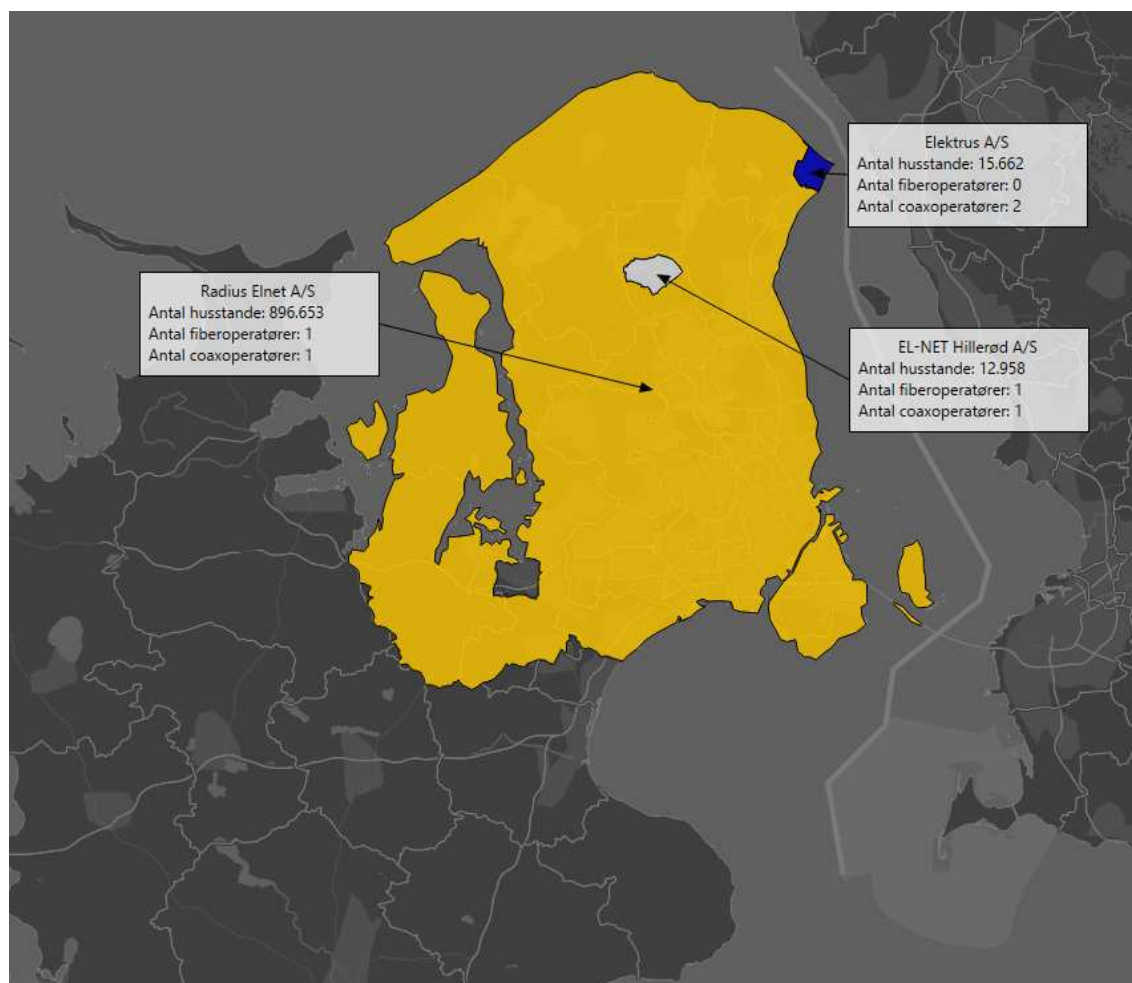 Elektrus A/S
Antal husstande: 15.662
Antal fiberoperatører: 0
Antal coaxoperatører: 2
Radius Elnet A/S
Antal husstande: 896.653
Antal fiberoperatører: 1
Antal coaxoperatører: 1
EL-NET Hillerød A/S
Antal husstande: 12.958
Antal fiberoperatører: 1
Antal coaxoperatører: 1